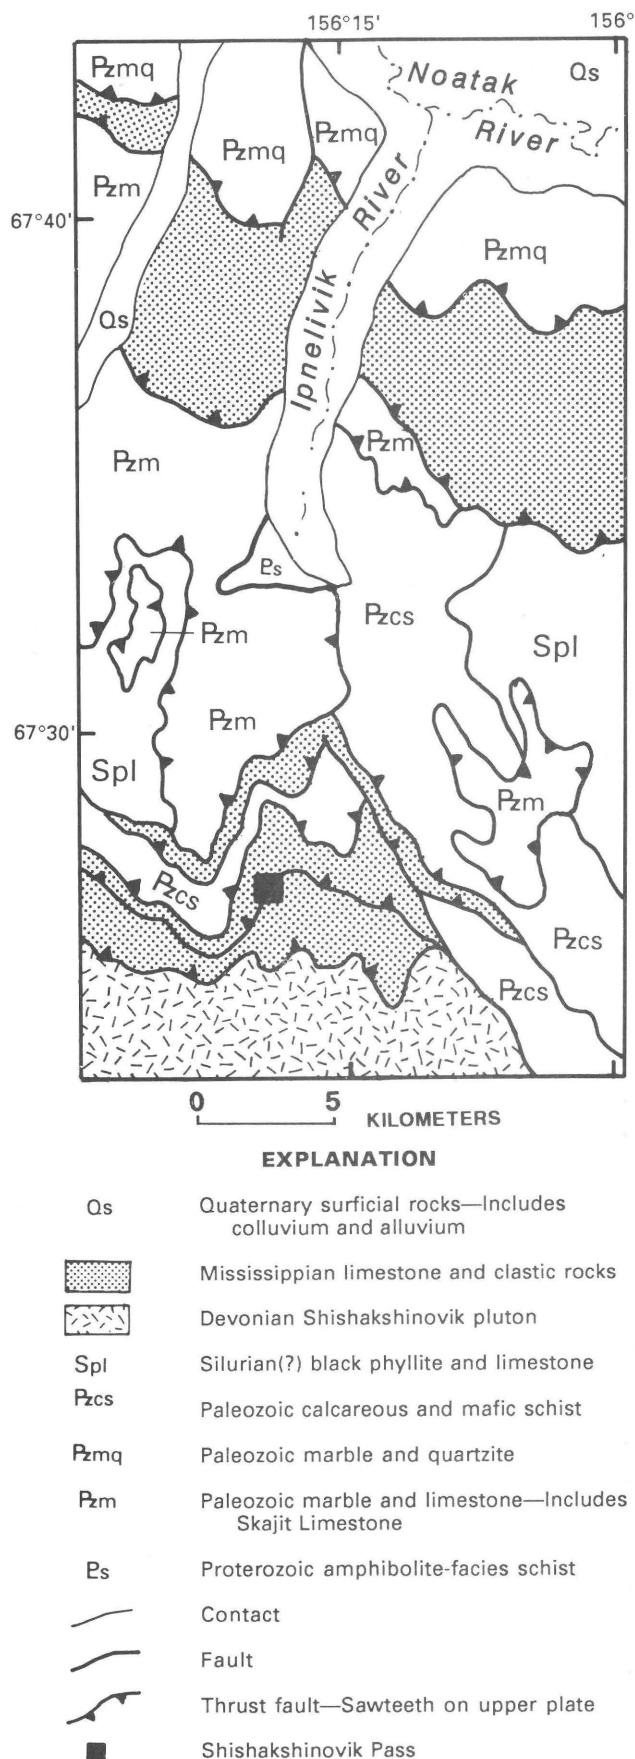 156°15'
156°
Pzmq
Noatak
Qs
River
Pzmq
Pzmq
Pzm
River
67°40'
Pzmq
Qs
Ipnelivik
Pzm
Pzm
Ps
Pzcs
Pzm
Spl
Pzm
67°30'
Spl
Pzm
Pzcs
Pzcs
Pzcs
0 5 KILOMETERS
EXPLANATION
Qs Quaternary surficial rocks—Includes
colluvium and alluvium
Mississippian limestone and clastic rocks
Devonian Shishakshinovik pluton
Spl Silurian(?) black phyllite and limestone
Pzcs Paleozoic calcareous and mafic schist
Pzmq Paleozoic marble and quartzite
Pzm Paleozoic marble and limestone—Includes
Skajit Limestone
Ps Proterozoic amphibolite-facies schist
Contact
Fault
Thrust fault—Sawteeth on upper plate
Shishakshinovik Pass